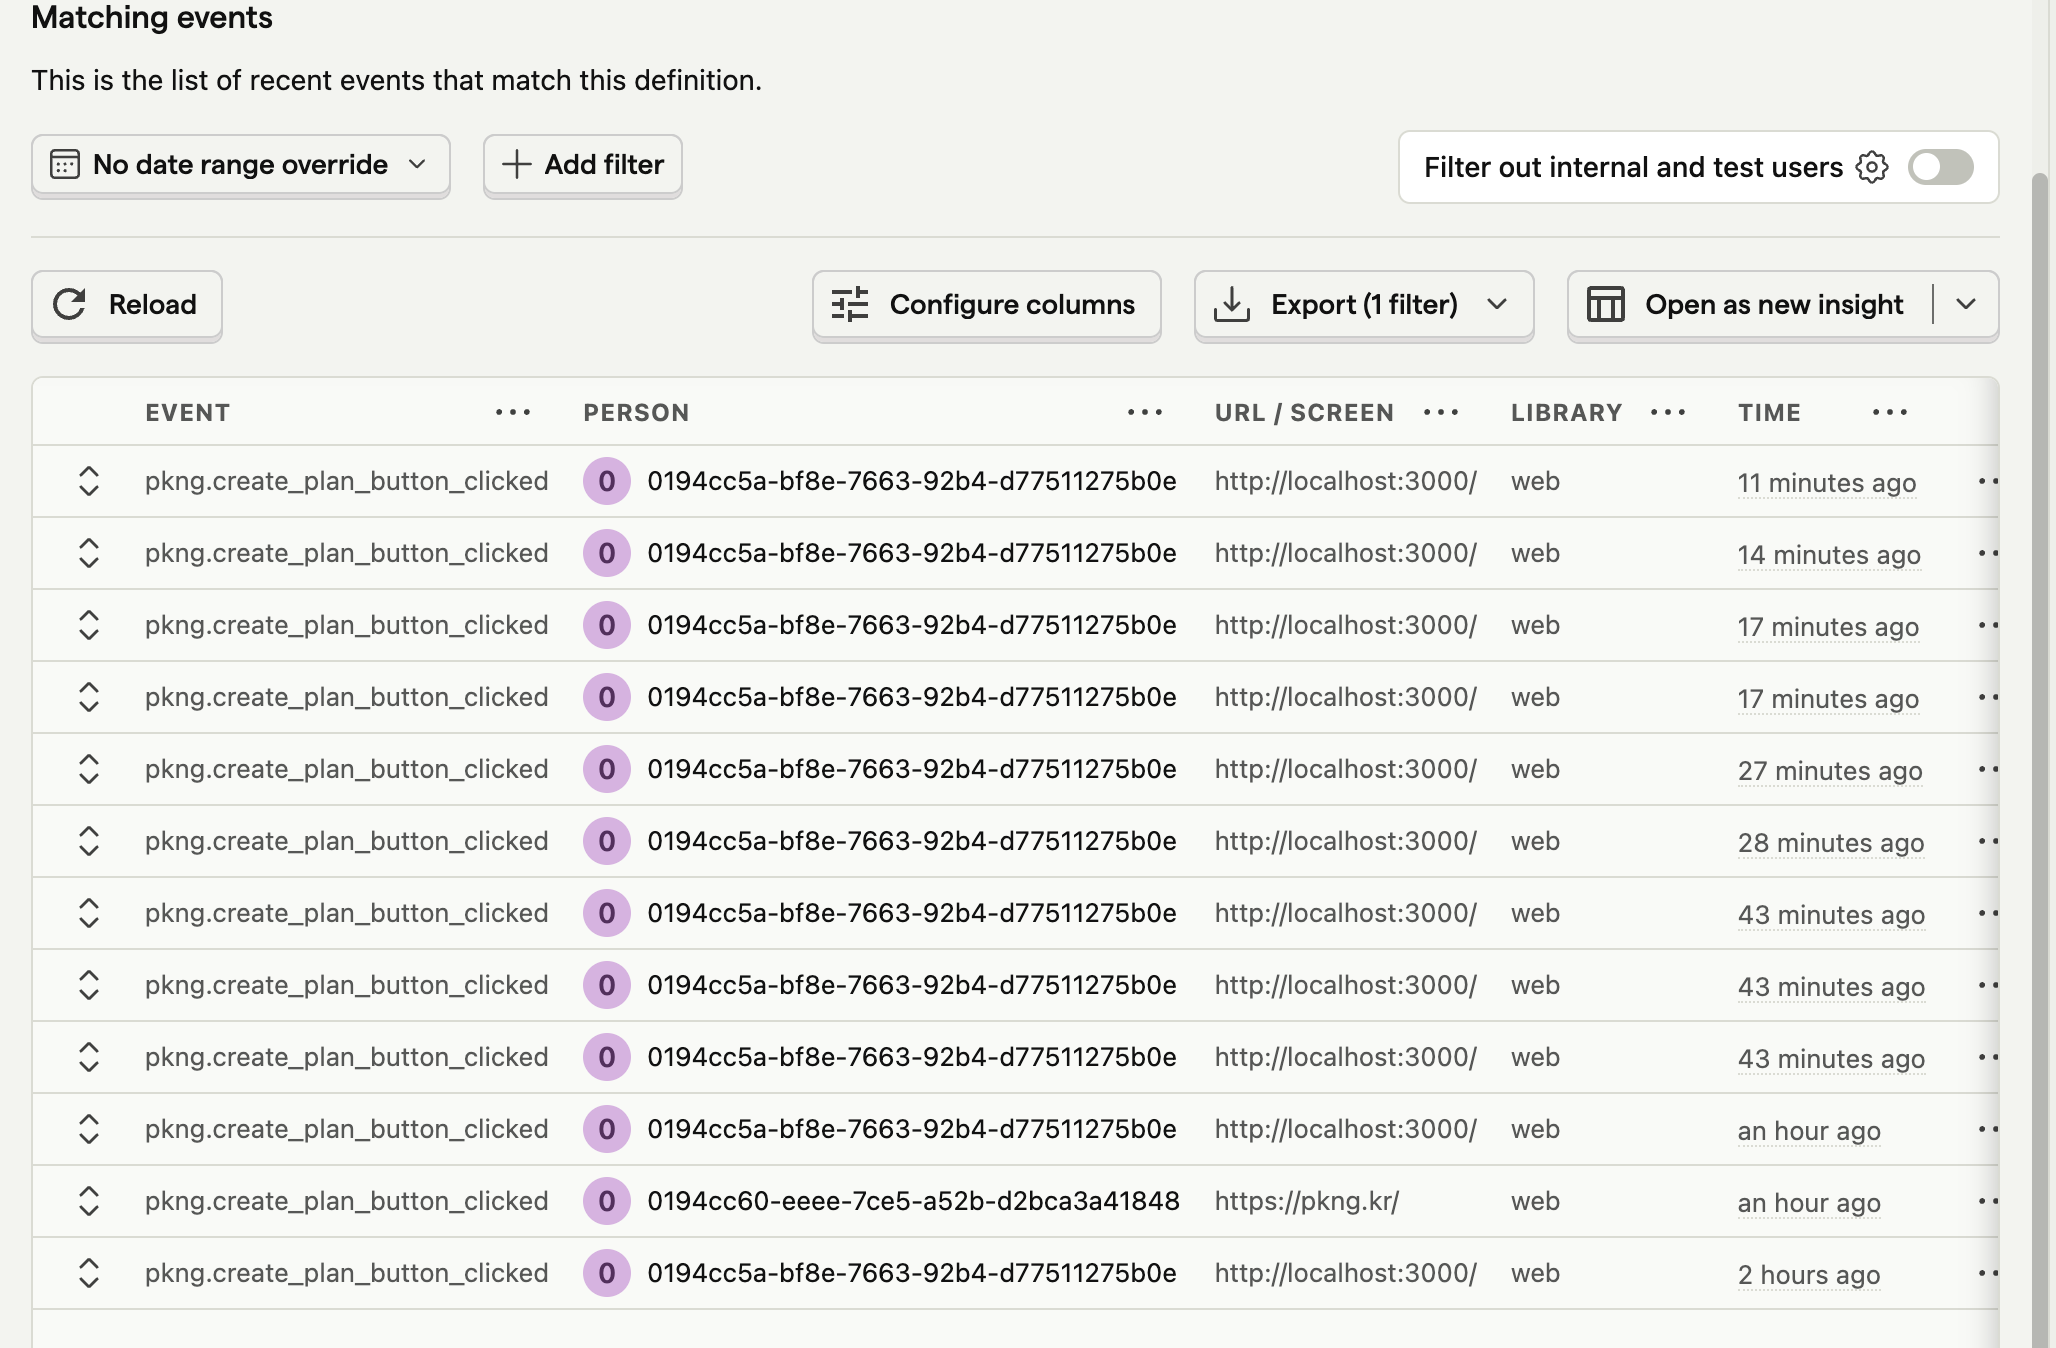 Matching events
This is the list of recent events that match this definition.
No date range override
Add filter
Filter out internal and test users
Reload
Configure columns
Export (1 filter)
Open as new insight
EVENT PERSON URL / SCREEN LIBRARY TIME
pkng.create_plan_button_clicked 0 0194cc5a-bf8e-7663-92b4-d77511275b0e http://localhost:3000/ web 11 minutes ago
pkng.create_plan_button_clicked 0 0194cc5a-bf8e-7663-92b4-d77511275b0e http://localhost:3000/ web 14 minutes ago
pkng.create_plan_button_clicked 0 0194cc5a-bf8e-7663-92b4-d77511275b0e http://localhost:3000/ web 17 minutes ago
pkng.create_plan_button_clicked 0 0194cc5a-bf8e-7663-92b4-d77511275b0e http://localhost:3000/ web 17 minutes ago
pkng.create_plan_button_clicked 0 0194cc5a-bf8e-7663-92b4-d77511275b0e http://localhost:3000/ web 27 minutes ago
pkng.create_plan_button_clicked 0 0194cc5a-bf8e-7663-92b4-d77511275b0e http://localhost:3000/ web 28 minutes ago
pkng.create_plan_button_clicked 0 0194cc5a-bf8e-7663-92b4-d77511275b0e http://localhost:3000/ web 43 minutes ago
pkng.create_plan_button_clicked 0 0194cc5a-bf8e-7663-92b4-d77511275b0e http://localhost:3000/ web 43 minutes ago
pkng.create_plan_button_clicked 0 0194cc5a-bf8e-7663-92b4-d77511275b0e http://localhost:3000/ web 43 minutes ago
pkng.create_plan_button_clicked 0 0194cc5a-bf8e-7663-92b4-d77511275b0e http://localhost:3000/ web an hour ago
pkng.create_plan_button_clicked 0 0194cc60-eeee-7ce5-a52b-d2bca3a41848 https://pkng.kr/ web an hour ago
pkng.create_plan_button_clicked 0 0194cc5a-bf8e-7663-92b4-d77511275b0e http://localhost:3000/ web 2 hours ago